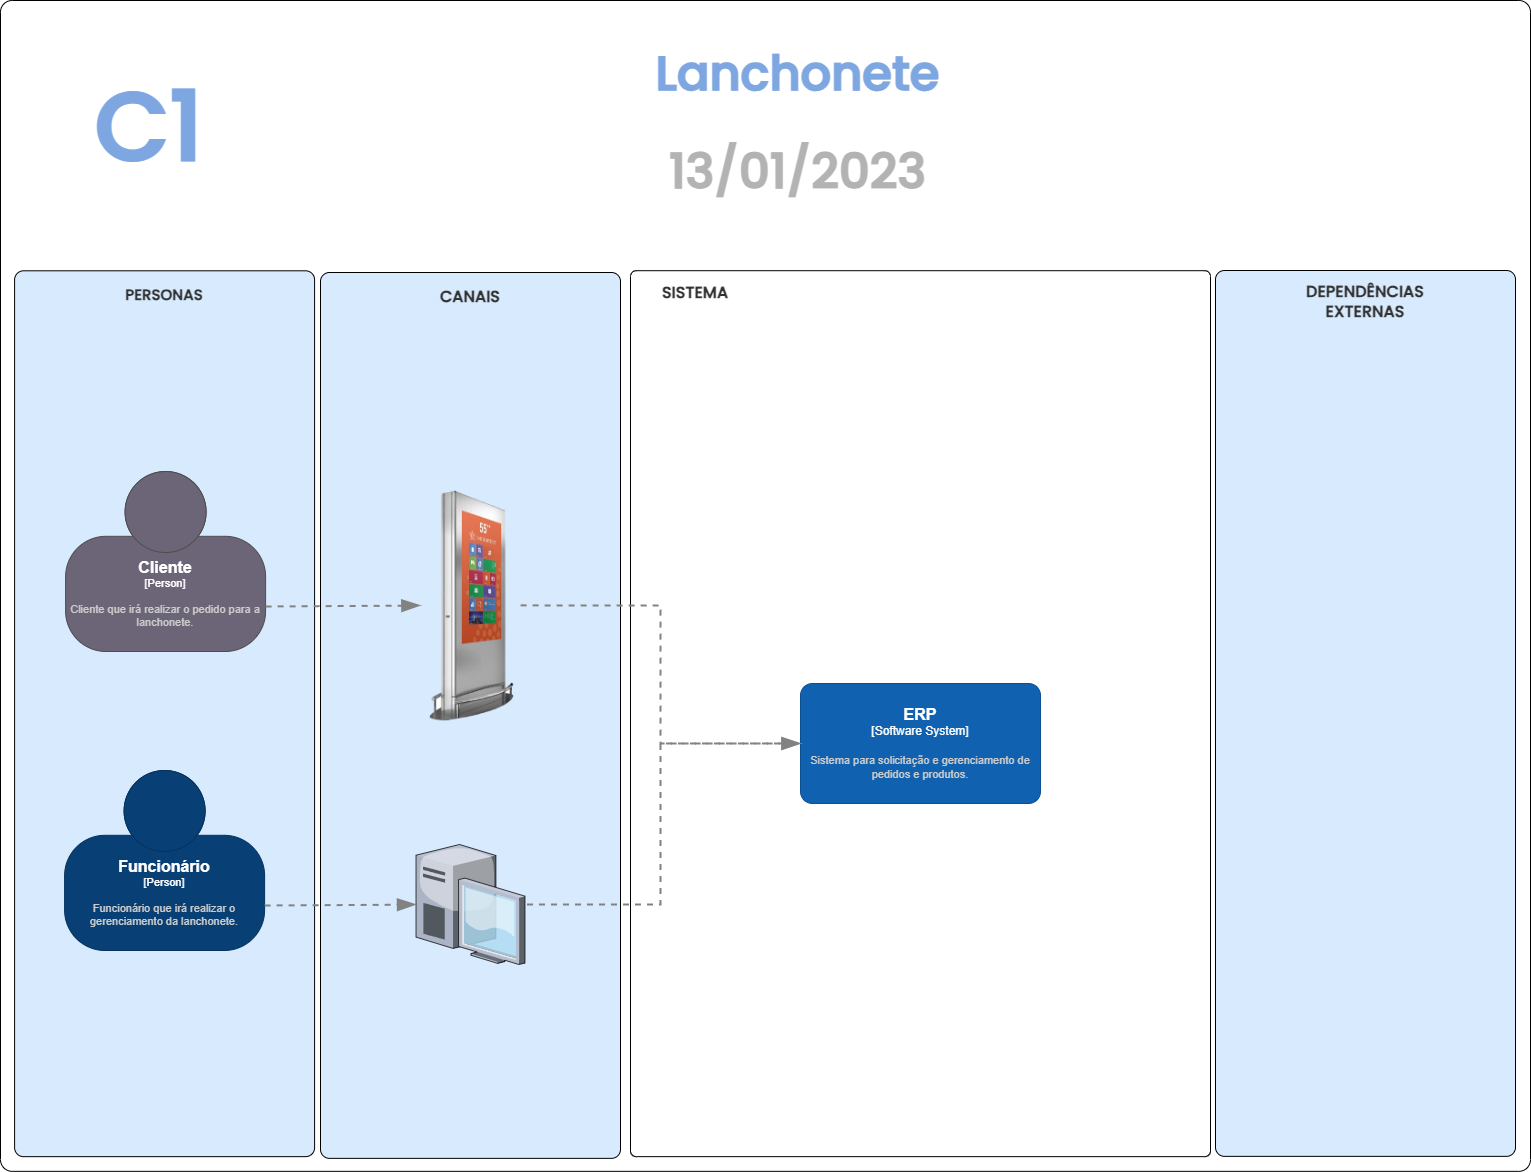 C1
Lanchonete
13/01/2023
PERSONAS
CANAIS
SISTEMA
DEPENDÊNCIAS
EXTERNAS
Cliente
[Person]
Cliente que irá realizar o pedido para a
lanchonete.
55"
ERP
[Software System]
Sistema para solicitação e gerenciamento de
pedidos e produtos.
Funcionário
[Person]
Funcionário que irá realizar o
gerenciamento da lanchonete.